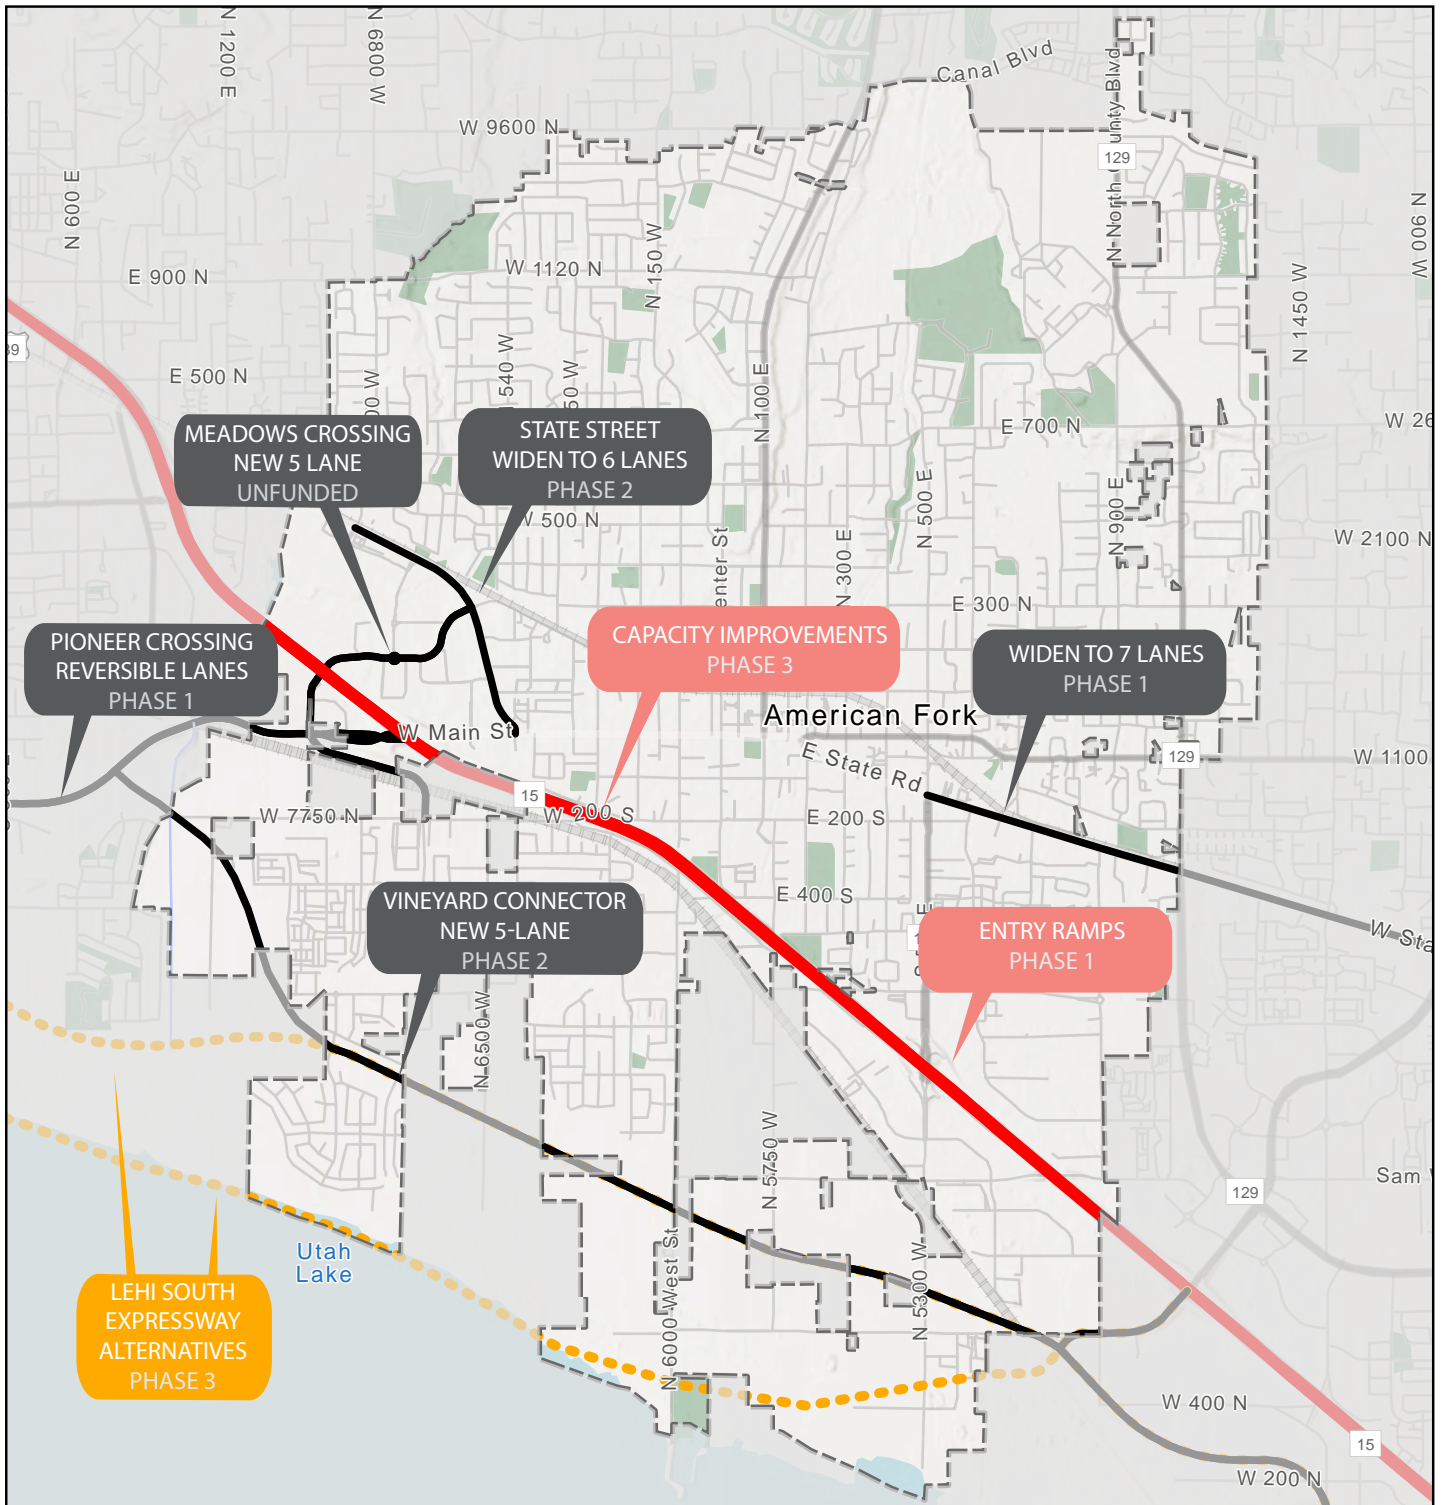 N 1200 E
N 6800 W
Canal Blvd
W 9600 N
129
N 600 E
N 150 W
N 900 W
E 900 N
W 1120 N
N 1450 W
E 500 N
540 W
N 100 E
MEADOWS CROSSING
NEW 5 LANE
UNFUNDED
STATE STREET
WIDEN TO 6 LANES
PHASE 2
E 700 N
W 500 N
N 500 E
N 900 E
W 2100 N
N 300 E
E 300 N
PIONEER CROSSING
REVERSIBLE LANES
PHASE 1
CAPACITY IMPROVEMENTS
PHASE 3
WIDEN TO 7 LANES
PHASE 1
W Main St
American Fork
E State Rd
129
W 1100
15
W 7750 N
W 200 S
E 200 S
E 400 S
VINEYARD CONNECTOR
NEW 5-LANE
PHASE 2
ENTRY RAMPS
PHASE 1
W Sta
N 6500 W
N 5750 W
Sam
129
Utah
Lake
N 6000 West St
N 5300 W
LEHI SOUTH
EXPRESSWAY
ALTERNATIVES
PHASE 3
W 400 N
15
W 200 N